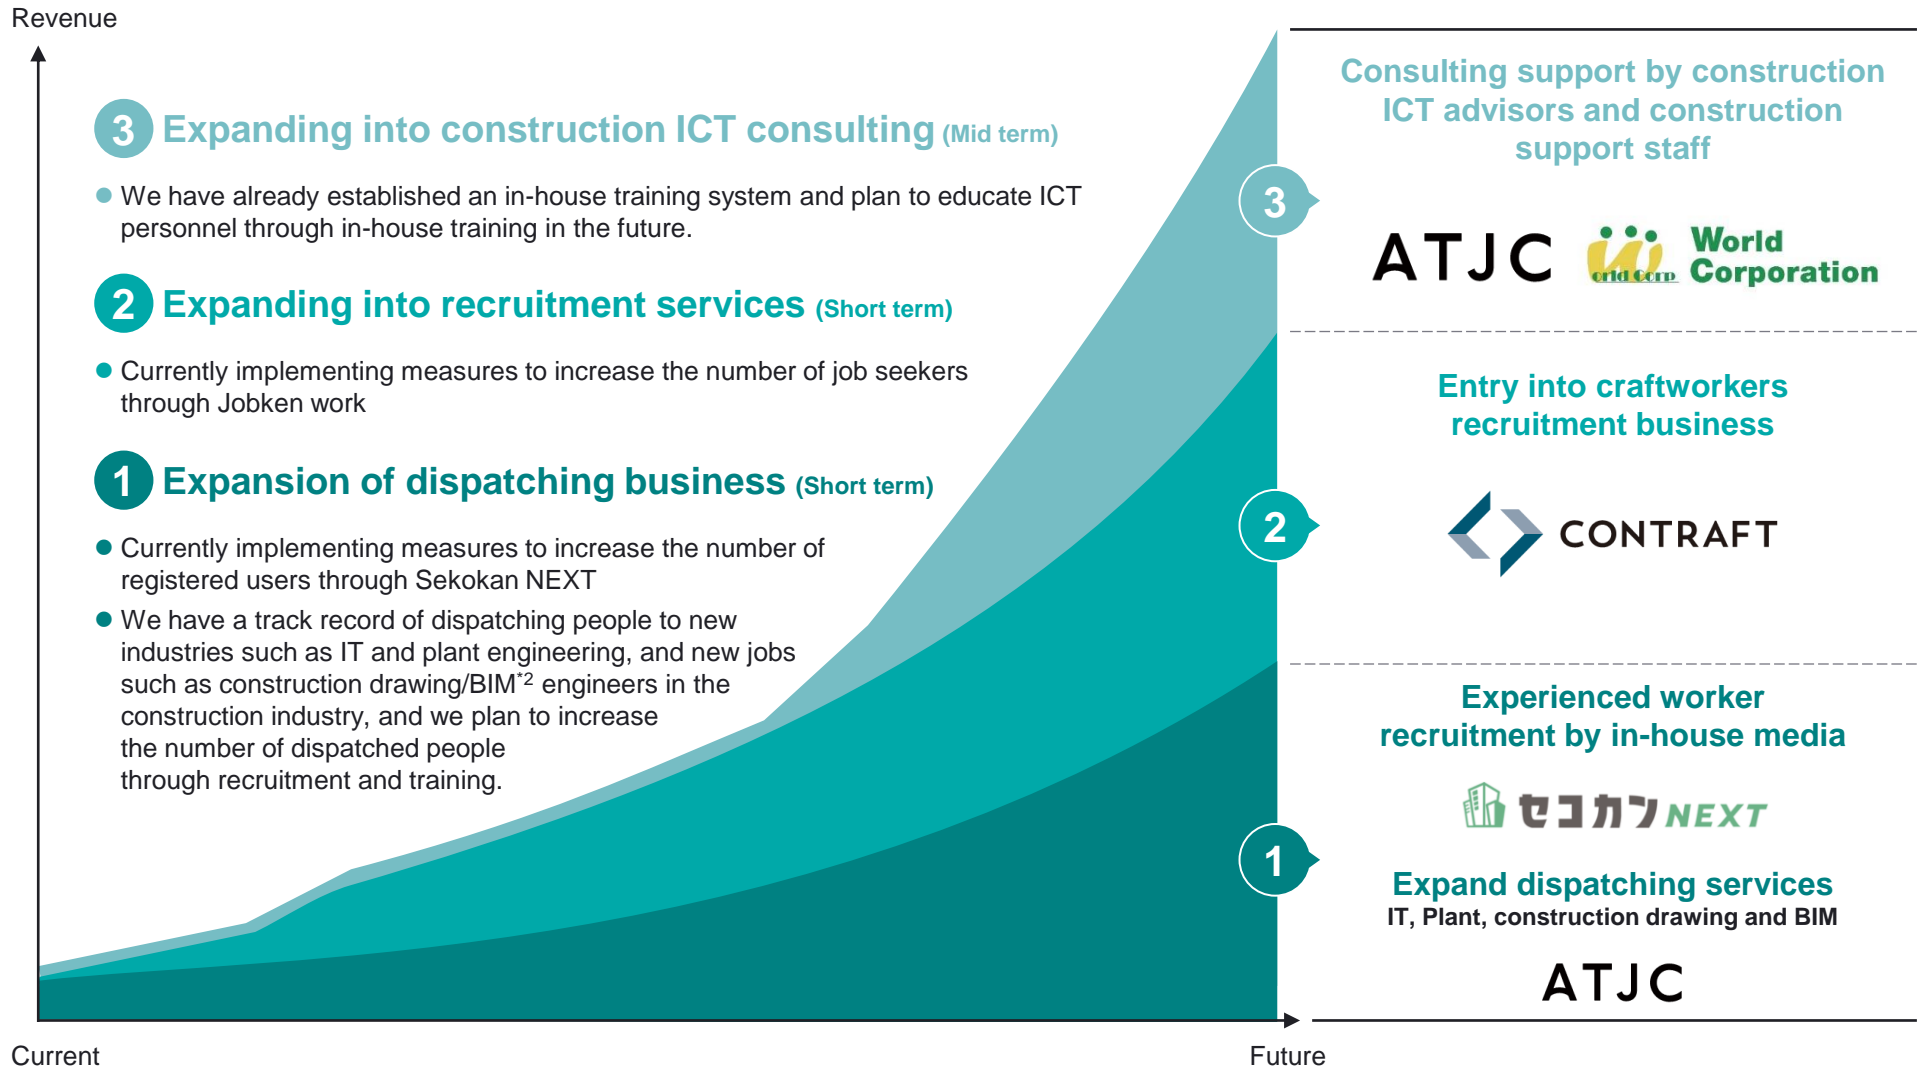 Revenue
3 Expanding into construction ICT consulting (Mid term)
● We have already established an in-house training system and plan to educate ICT
personnel through in-house training in the future.
2 Expanding into recruitment services (Short term)
● Currently implementing measures to increase the number of job seekers
through Jobken work
1 Expansion of dispatching business (Short term)
● Currently implementing measures to increase the number of
registered users through Sekokan NEXT
● We have a track record of dispatching people to new
industries such as IT and plant engineering, and new jobs
such as construction drawing/BIM*2 engineers in the
construction industry, and we plan to increase
the number of dispatched people
through recruitment and training.
3
2
1
Current
Future
Consulting support by construction
ICT advisors and construction
support staff
ATJC
orld Corp
World
Corporation
Entry into craftworkers
recruitment business
CONTRAFT
Experienced worker
recruitment by in-house media
セコカンNEXT
Expand dispatching services
IT, Plant, construction drawing and BIM
ATJC